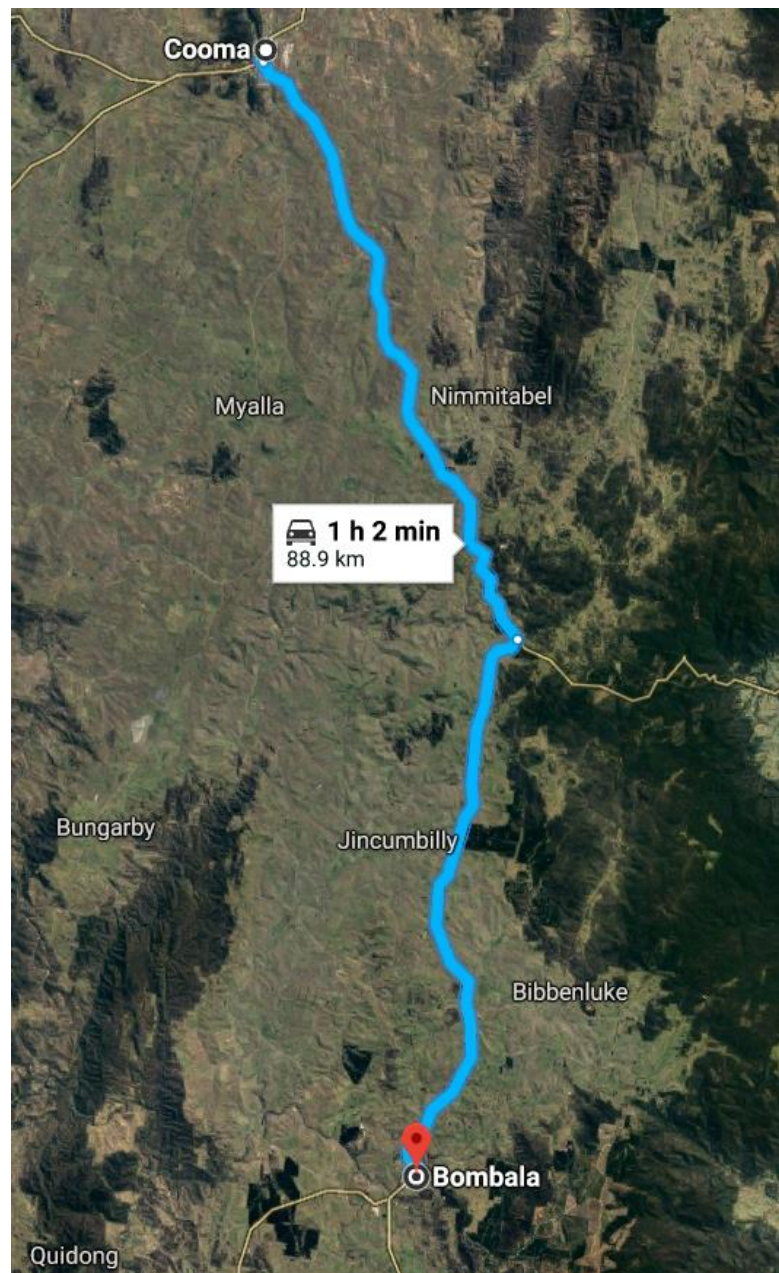 Cooma
Myalla
Nimmitabel
1 h 2 min
88.9 km
Bungarby
Jincumbilly
Bibbenluke
Bombala
Quidong